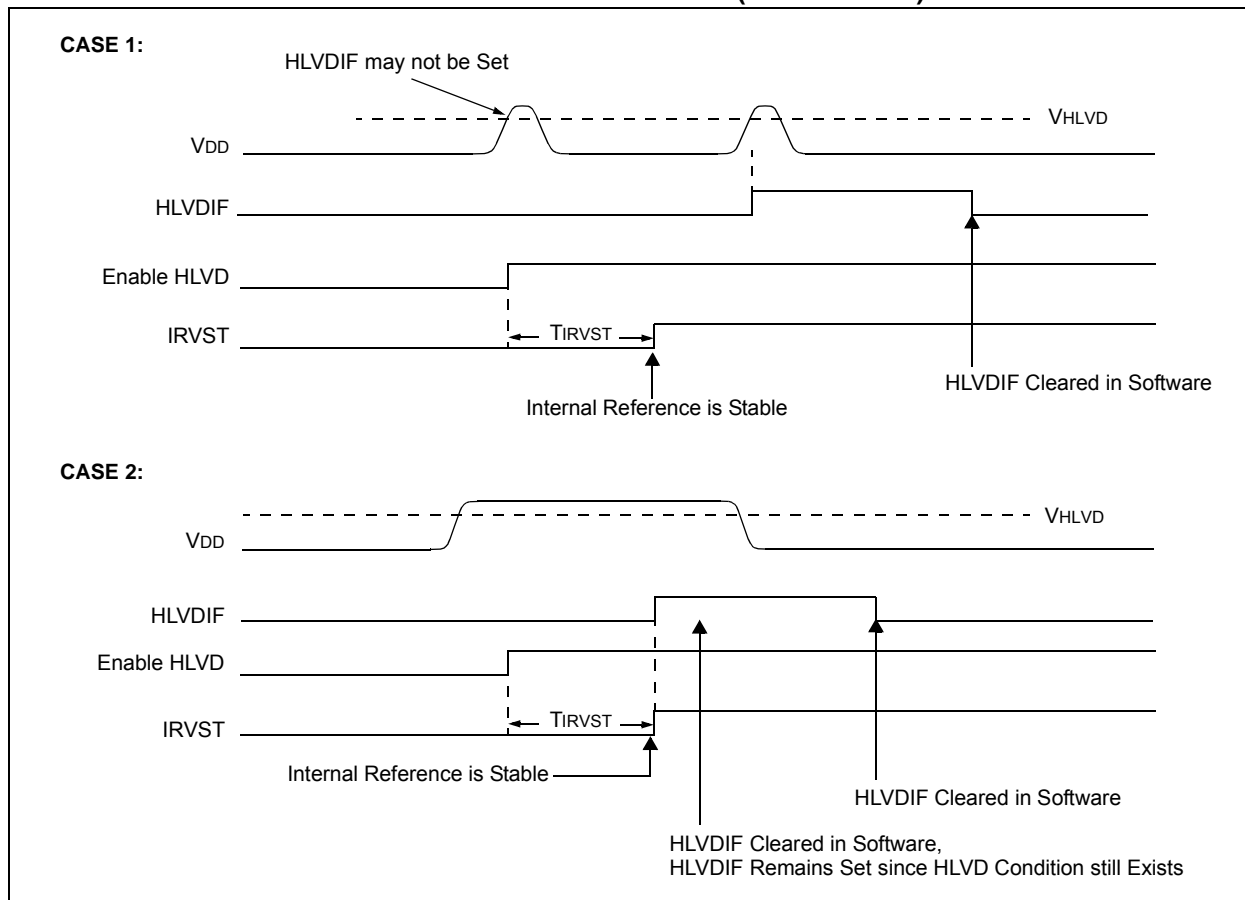 CASE 1:
HLVDIF may not be Set
VHLVD
VDD
HLVDIF
Enable HLVD
IRVST
TIRVST
HLVDIF Cleared in Software
Internal Reference is Stable
CASE 2:
VHLVD
VDD
HLVDIF
Enable HLVD
IRVST
TIRVST
Internal Reference is Stable
HLVDIF Cleared in Software
HLVDIF Cleared in Software,
HLVDIF Remains Set since HLVD Condition still Exists